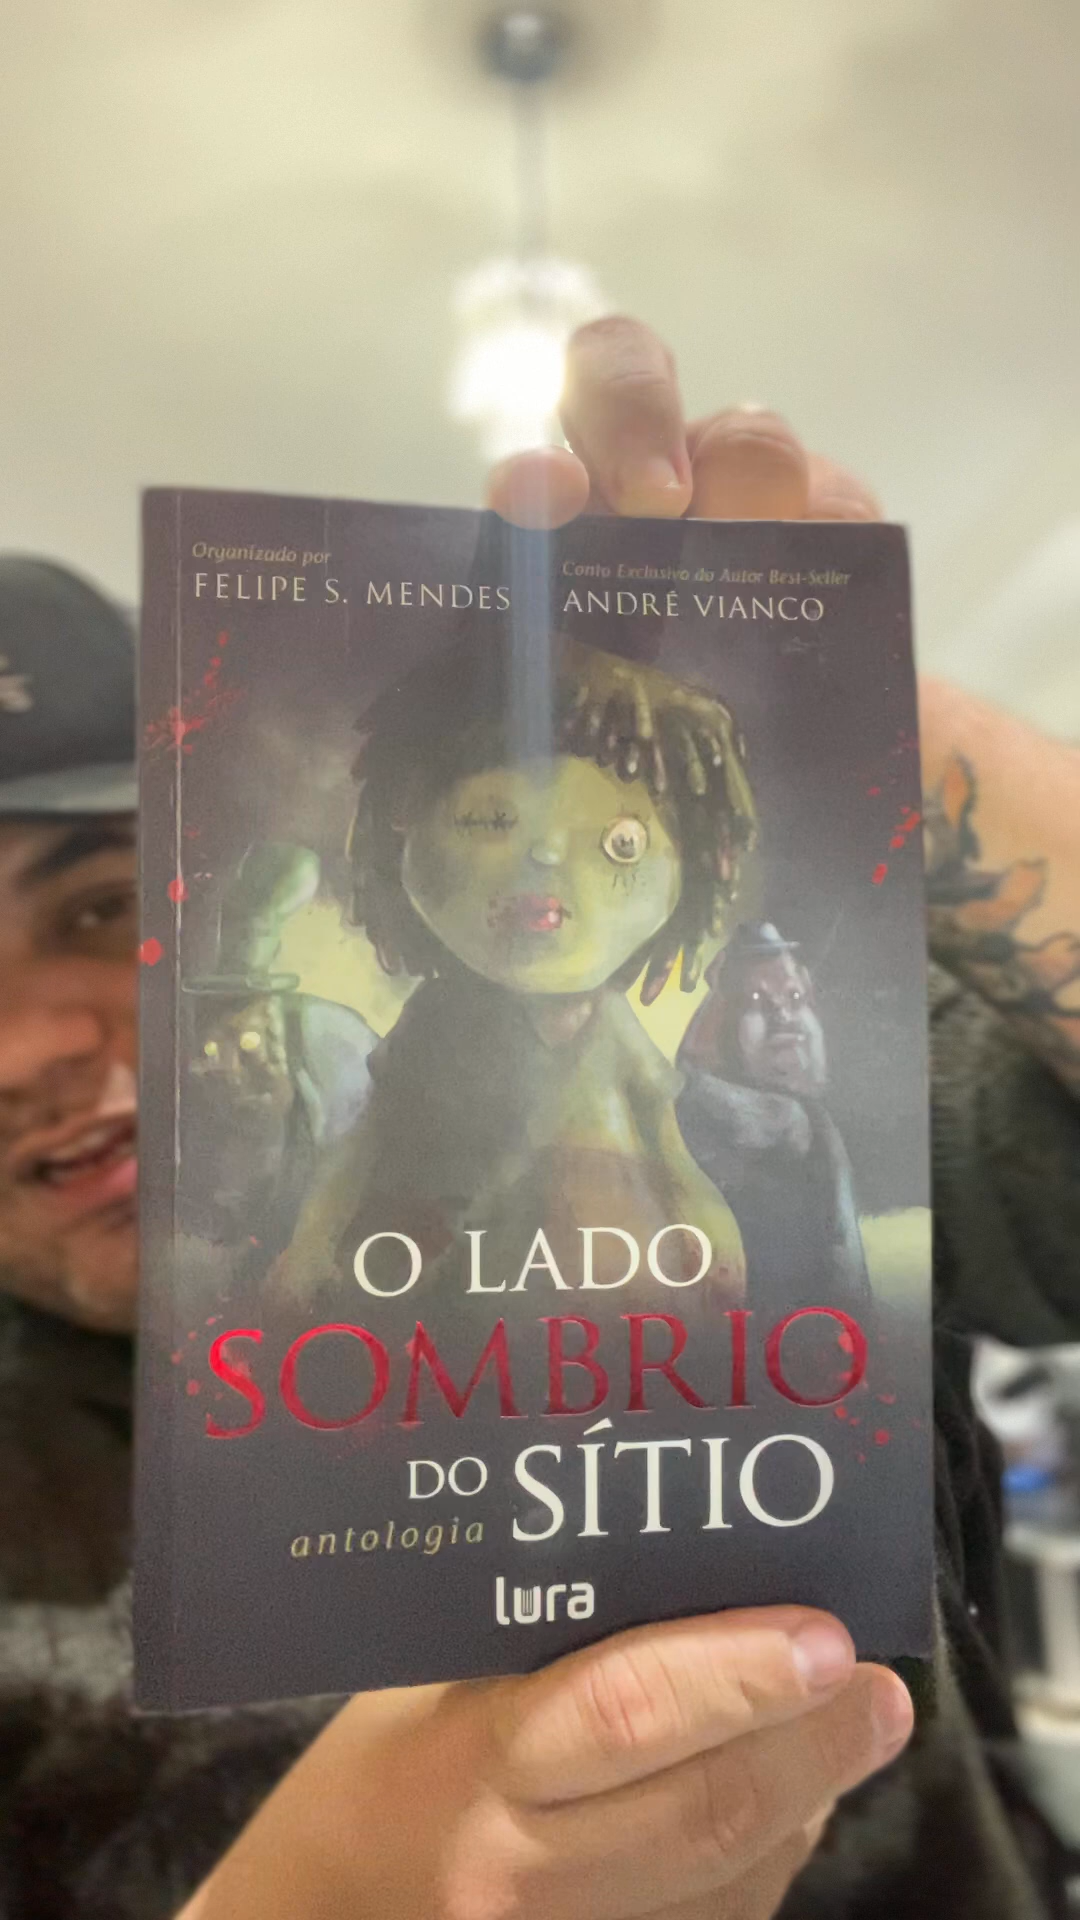 Organizado por
FELIPE S. MENDES
Conto Exclusivo do Autor Best-Seller
ANDRÉ VIANCO
O LADO
SOMBRIO
DO SÍTIO
antologia
lura